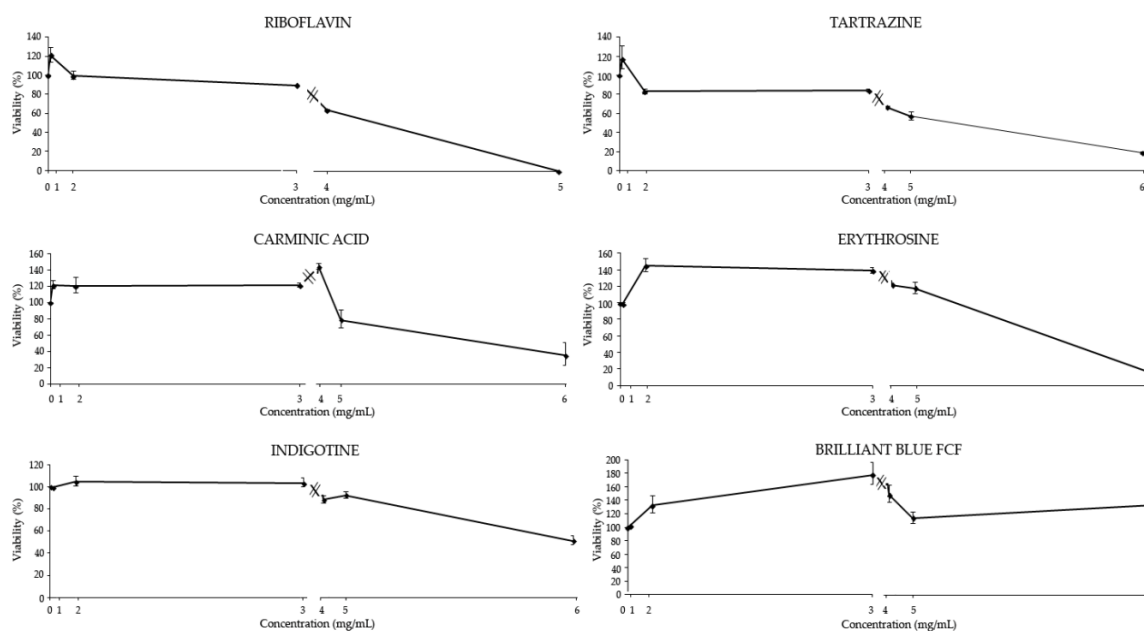 RIBOFLAVIN
Viability (%)
140
120
100
80
60
40
20
0
0 1 2 3 4 5
Concentration (mg/mL)
TARTRAZINE
Viability (%)
140
120
100
80
60
40
20
0
0 1 2 3 4 5 6
Concentration (mg/mL)
CARMINIC ACID
Viability (%)
160
140
120
100
80
60
40
20
0
0 1 2 3 4 5 6
Concentration (mg/mL)
ERYTHROSINE
Viability (%)
160
140
120
100
80
60
40
20
0
0 1 2 3 4 5
Concentration (mg/mL)
INDIGOTINE
Viability (%)
120
100
80
60
40
20
0
0 1 2 3 4 5 6
Concentration (mg/mL)
BRILLIANT BLUE FCF
Viability (%)
200
180
160
140
120
100
80
60
40
20
0
0 1 2 3 4 5
Concentration (mg/mL)